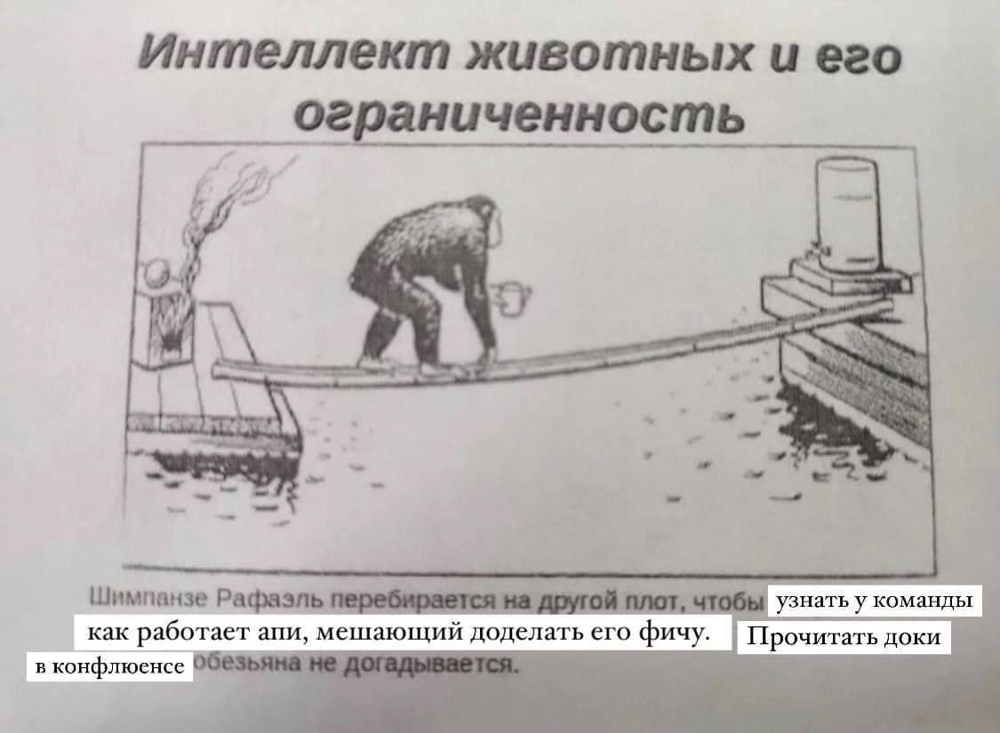 Интеллект животных и его
ограниченность
Шимпанзе Рафаэль перебирается на другой плот, чтобы узнать у команды
как работает апи, мешающий доделать его фичу. Прочитать доки
в конфлюенсе обезьяна не догадывается.